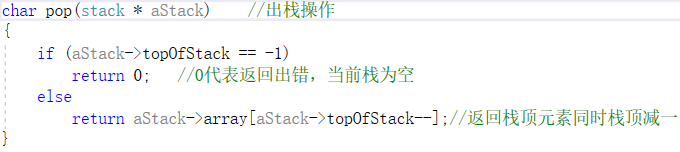 char pop(stack * aStack)    //出栈操作
{
    if (aStack->topOfStack == -1)
        return 0;   //0代表返回出错，当前栈为空
    else
        return aStack->array[aStack->topOfStack--];//返回栈顶元素同时栈顶减一
}